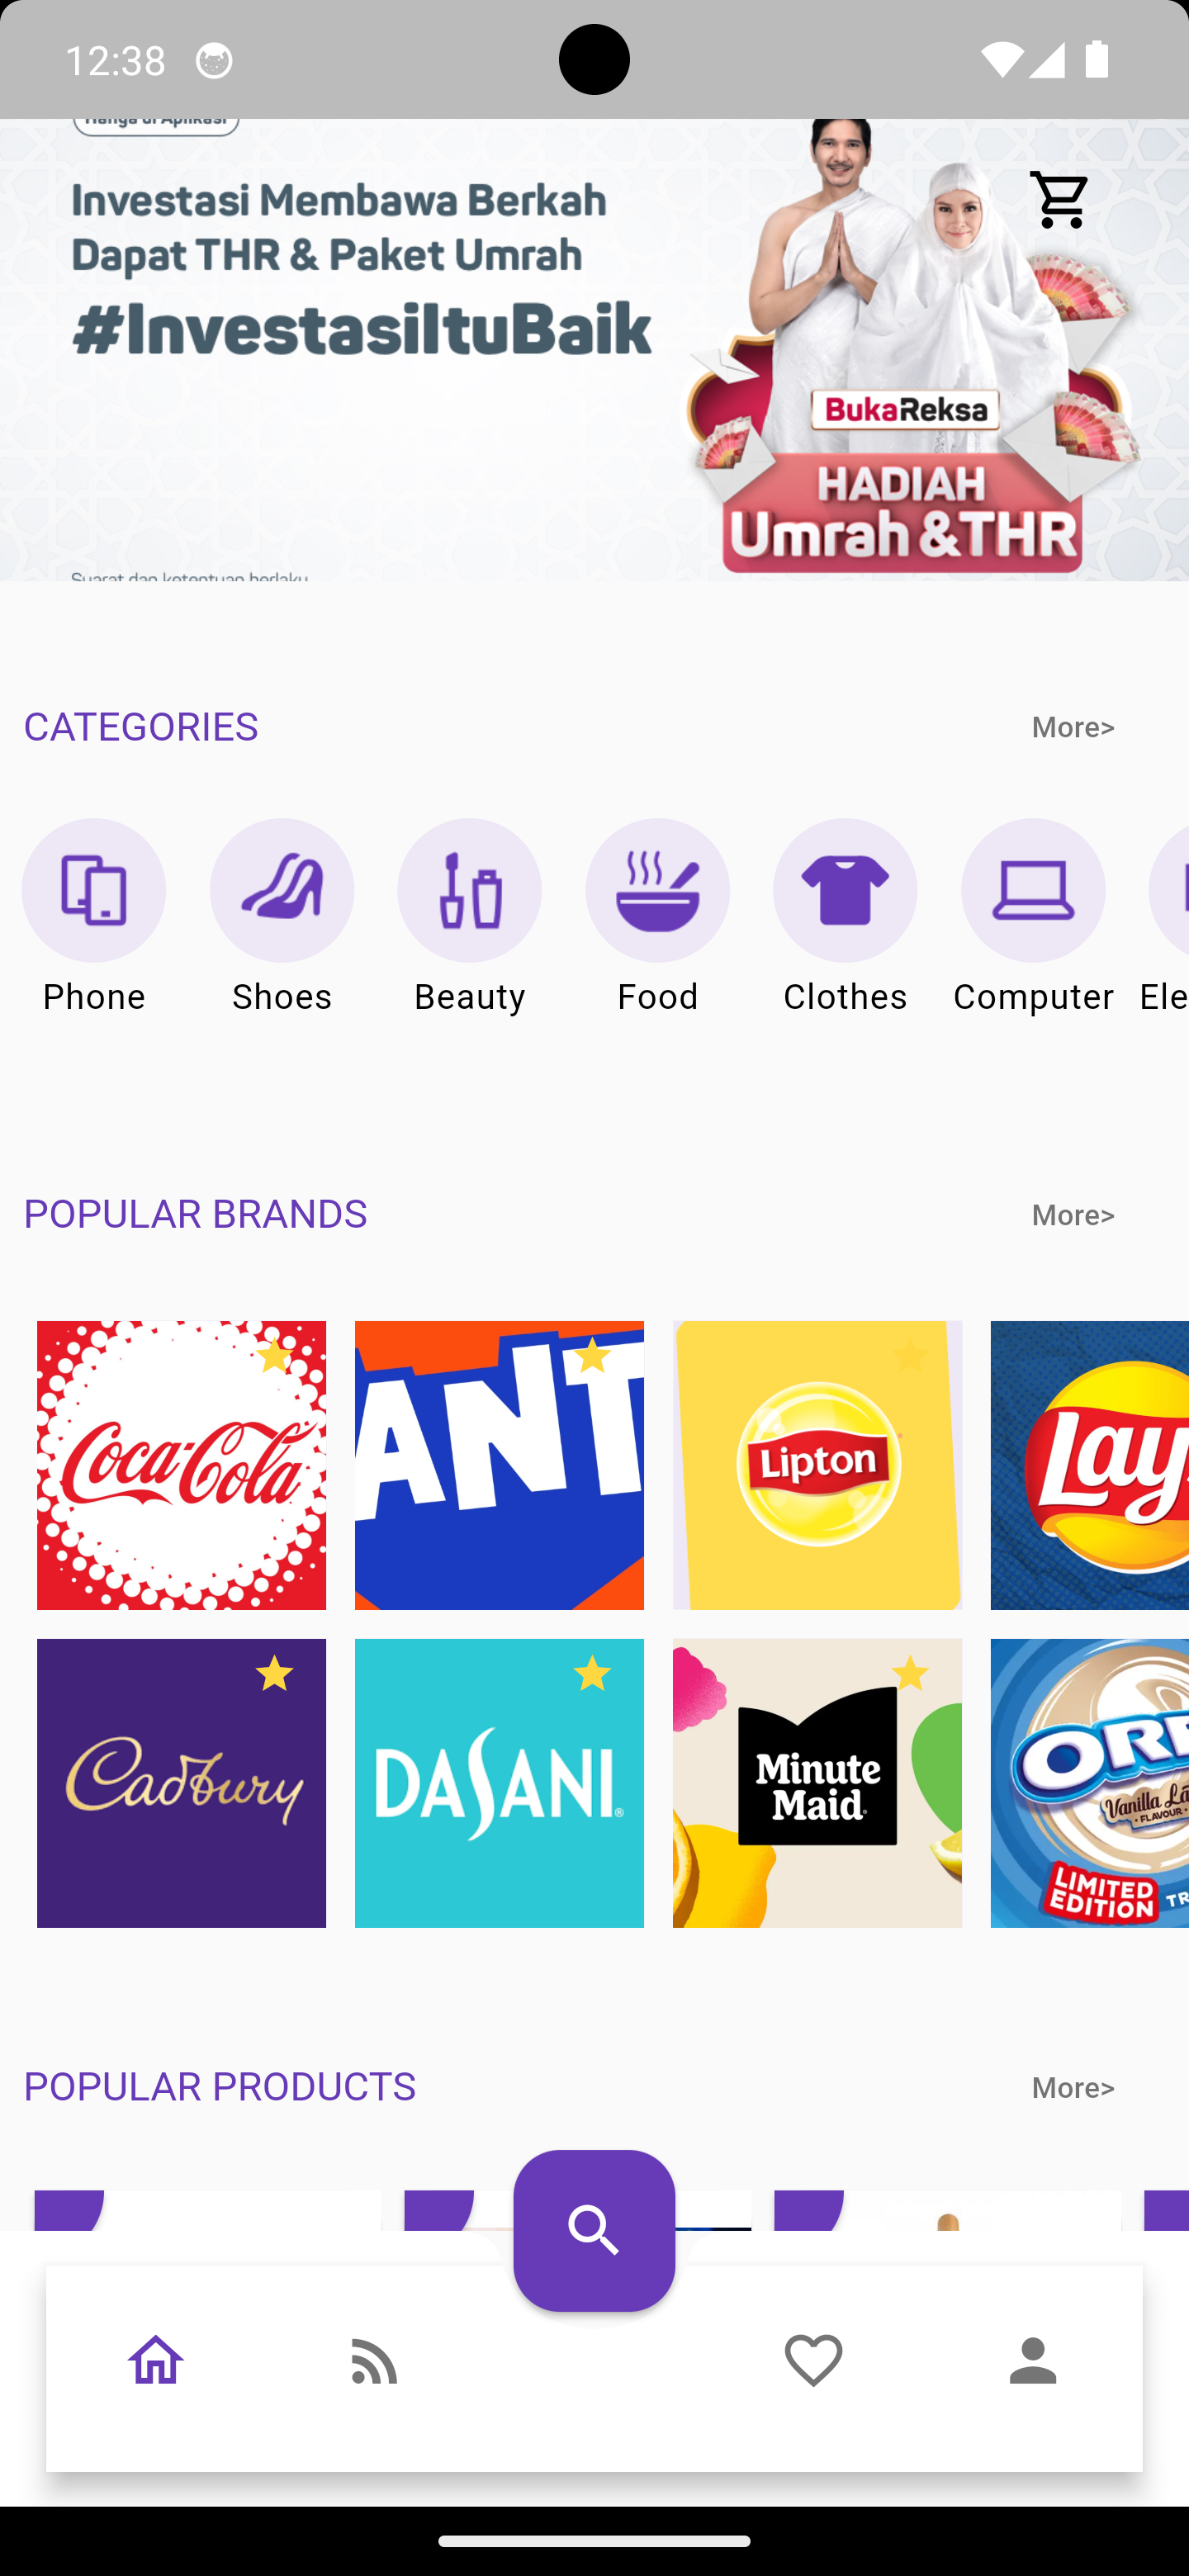 12:38
Hanya di Aplikasi
Investasi Membawa Berkah
Dapat THR & Paket Umrah
#InvestasiItuBaik
BukaReksa
HADIAH
Umrah & THR
Syarat dan ketentuan berlaku
CATEGORIES
More>
Phone
Shoes
Beauty
Food
Clothes
Computer
Ele
POPULAR BRANDS
More>
Coca-Cola
ANT
Lipton
Lay
Cadbury
DASANI®
Minute
Maid
ORE
Vanilla La
FLAVOUR
LIMITED
EDITION
TR
POPULAR PRODUCTS
More>